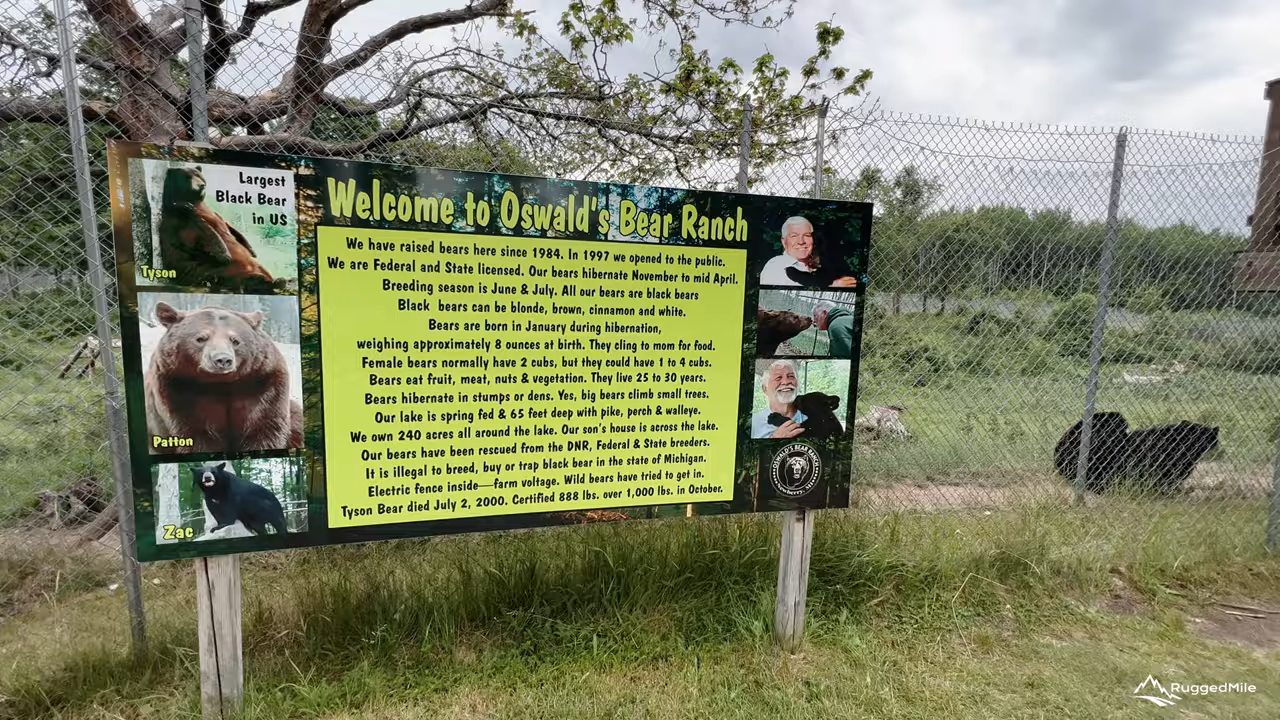 Largest
Black Bear
in US
Tyson
Patton
Zac
Welcome to Oswald's Bear Ranch
We have raised bears here since 1984. In 1997 we opened to the public.
We are Federal and State licensed. Our bears hibernate November to mid April.
Breeding season is June & July. All our bears are black bears
Black bears can be blonde, brown, cinnamon and white.
Bears are born in January during hibernation,
weighing approximately 8 ounces at birth. They cling to mom for food.
Female bears normally have 2 cubs, but they could have 1 to 4 cubs.
Bears eat fruit, meat, nuts & vegetation. They live 25 to 30 years.
Bears hibernate in stumps or dens. Yes, big bears climb small trees.
Our lake is spring fed & 65 feet deep with pike, perch & walleye.
We own 240 acres all around the lake. Our son's house is across the lake.
Our bears have been rescued from the DNR, Federal & State breeders.
It is illegal to breed, buy or trap black bear in the state of Michigan.
Electric fence inside—farm voltage. Wild bears have tried to get in.
Tyson Bear died July 2, 2000. Certified 888 lbs. over 1,000 lbs. in October.
OSWALD'S BEAR RANCH
RuggedMile